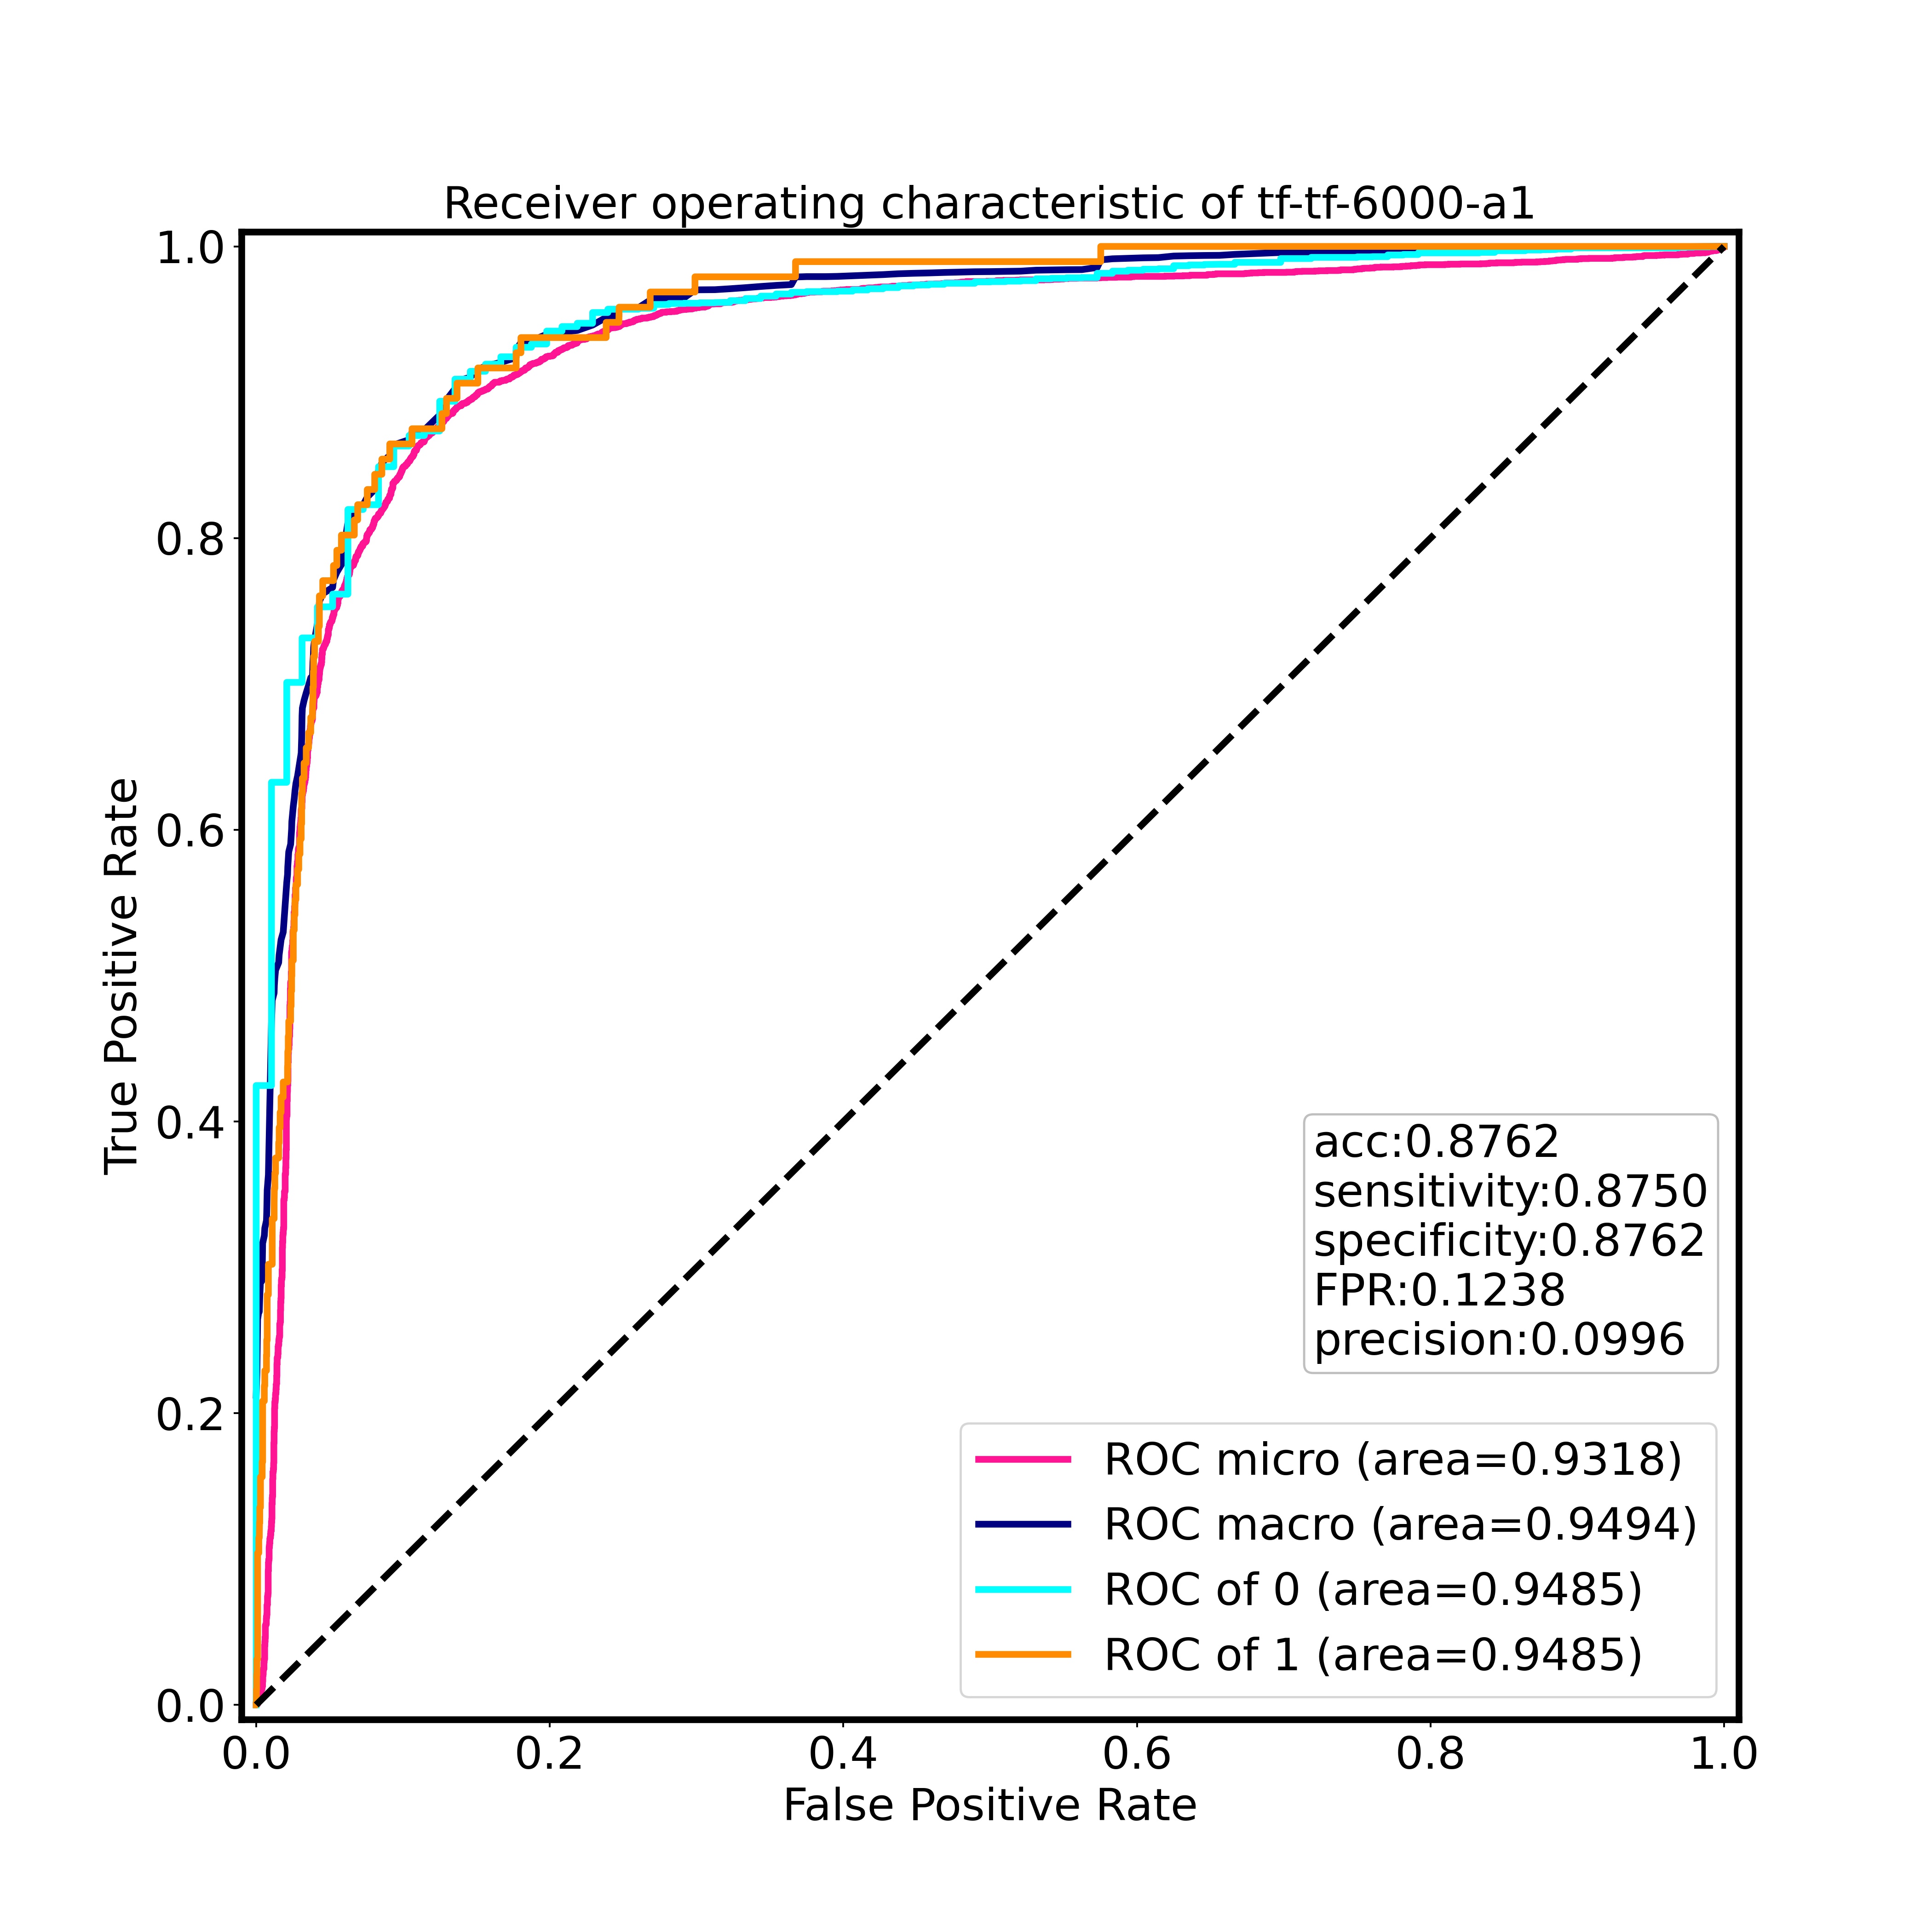 Receiver operating characteristic of tf-tf-6000-a1
1.0
0.8
0.6
0.4
0.2
0.0
True Positive Rate
acc:0.8762
sensitivity:0.8750
specificity:0.8762
FPR:0.1238
precision:0.0996
ROC micro (area=0.9318)
ROC macro (area=0.9494)
ROC of 0 (area=0.9485)
ROC of 1 (area=0.9485)
0.0 0.2 0.4 0.6 0.8 1.0
False Positive Rate